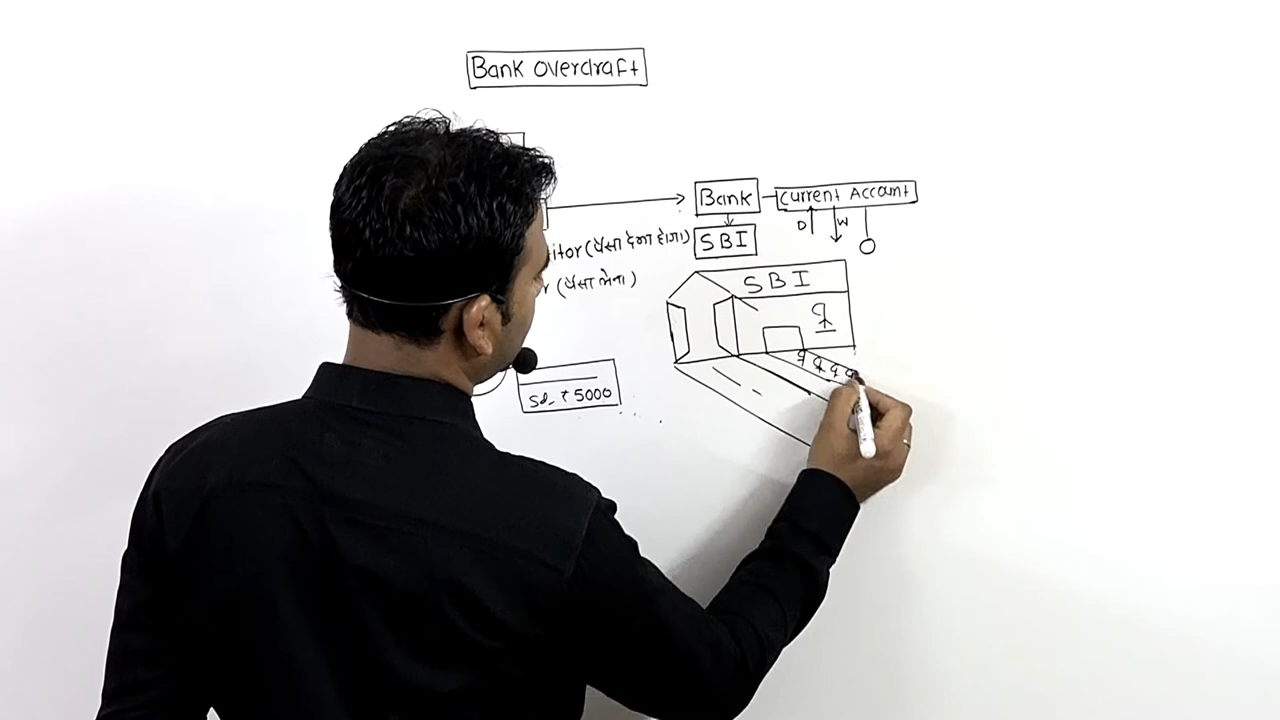 Bank overdraft
Bank
Current Account
D
W
SBI
itor (पैसा देना होगा)
r (पैसा लेना)
SBI
₹5000